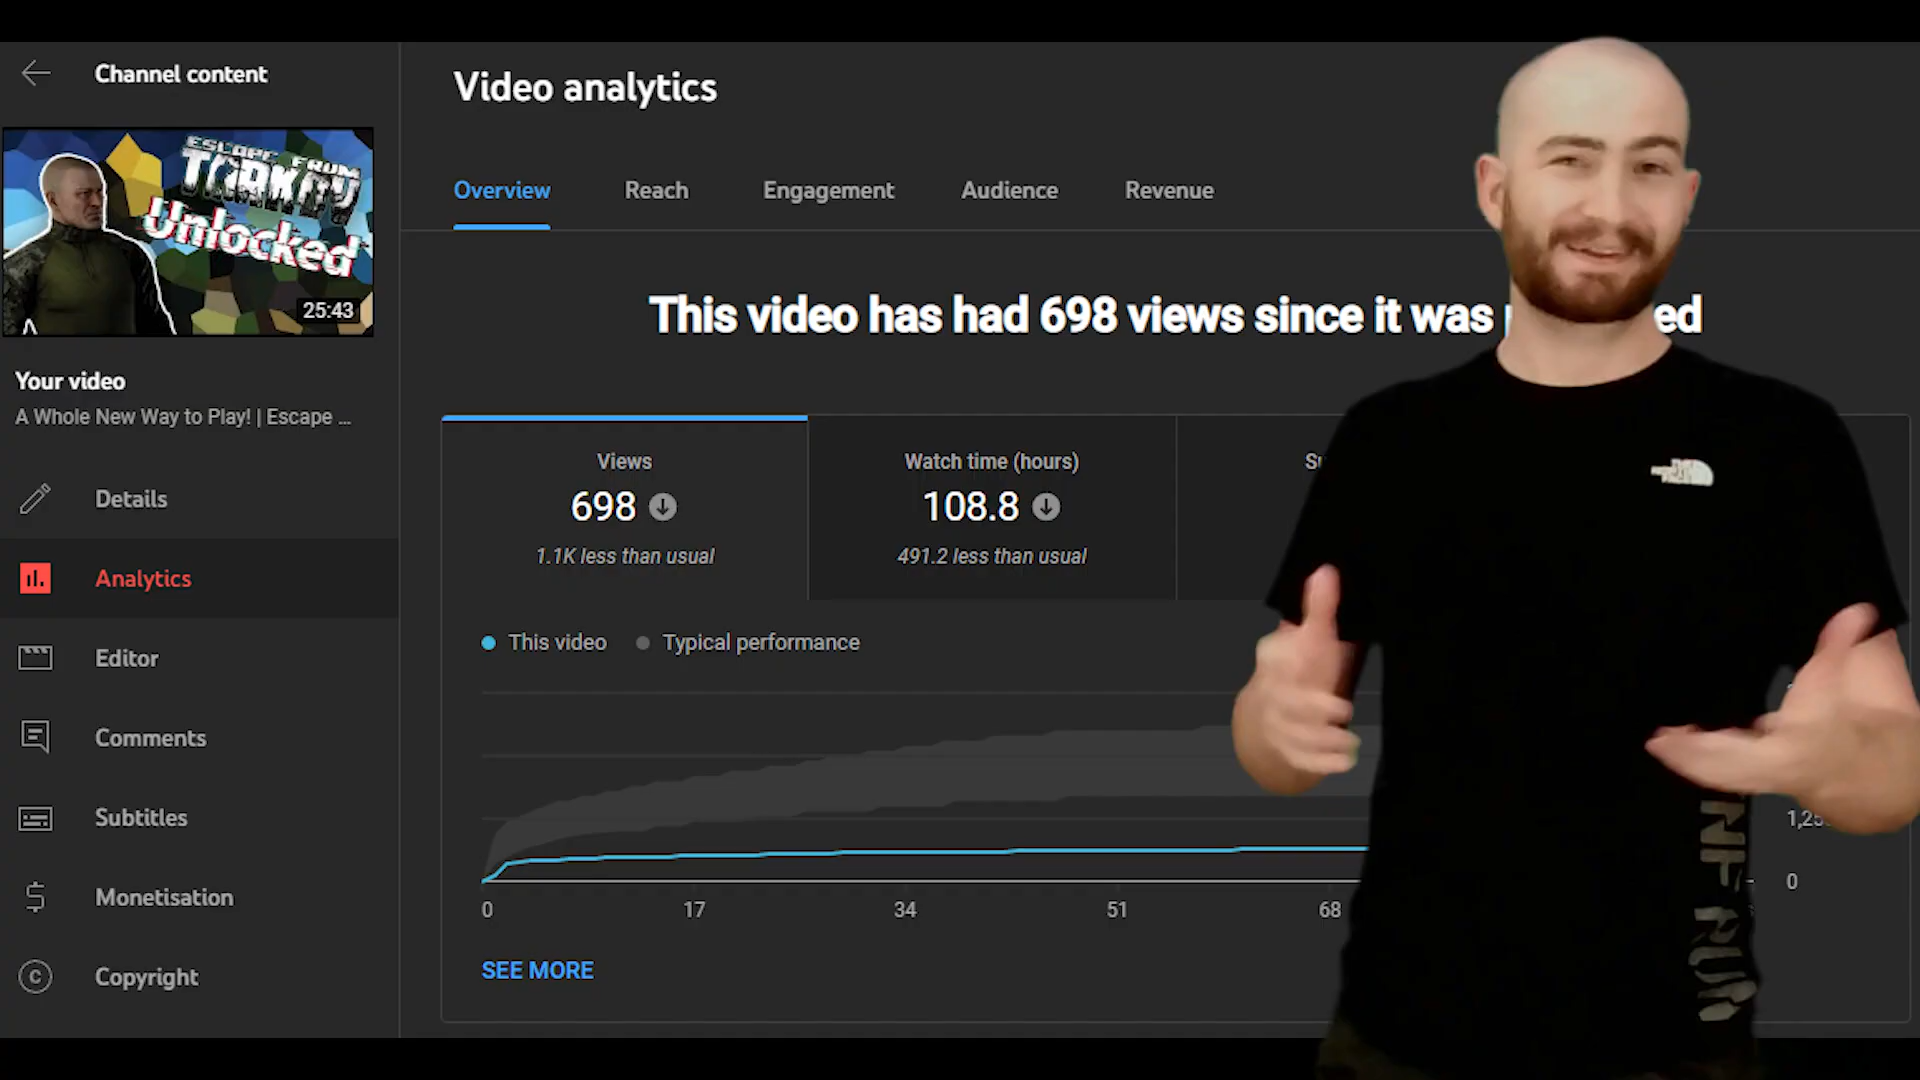 Channel content
ESCAPE FROM
TARKOV
Unlocked
25:43
Your video
A Whole New Way to Play! | Escape ...
Details
Analytics
Editor
Comments
Subtitles
Monetisation
Copyright
Video analytics
Overview Reach Engagement Audience Revenue
This video has had 698 views since it was
Views
698
1.1K less than usual
Watch time (hours)
108.8
491.2 less than usual
This video Typical performance
0
0 17 34 51 68
SEE MORE
THE NORTH FACE